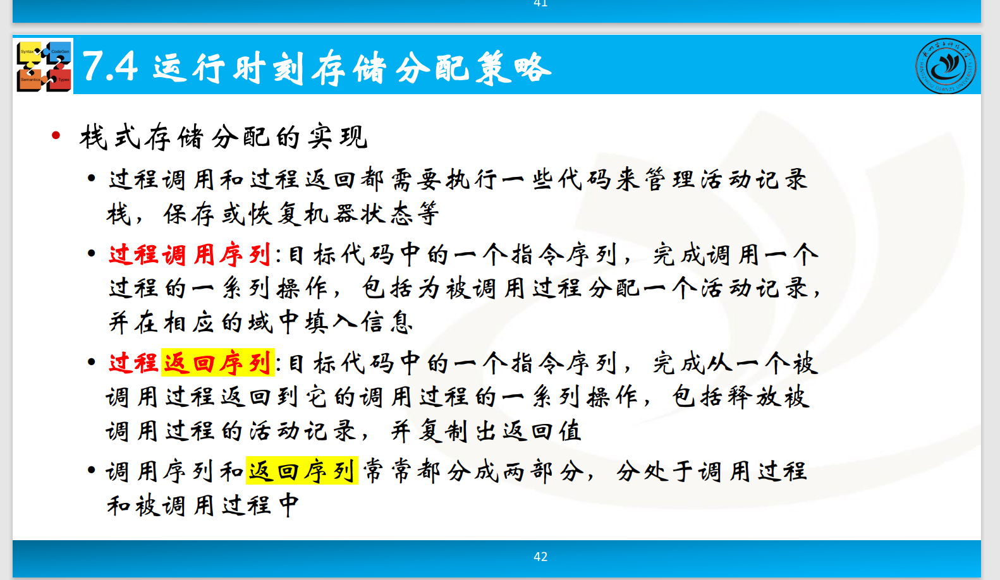 41
Syntax CodeGen
Semantics Types
7.4 运行时刻存储分配策略
HANGZHOU DIANZI UNIVERSITY
• 栈式存储分配的实现
• 过程调用和过程返回都需要执行一些代码来管理活动记录
栈，保存或恢复机器状态等
• 过程调用序列:目标代码中的一个指令序列，完成调用一个
过程的一系列操作，包括为被调用过程分配一个活动记录，
并在相应的域中填入信息
• 过程返回序列:目标代码中的一个指令序列，完成从一个被
调用过程返回到它的调用过程的一系列操作，包括释放被
调用过程的活动记录，并复制出返回值
• 调用序列和返回序列常常都分成两部分，分处于调用过程
和被调用过程中
42